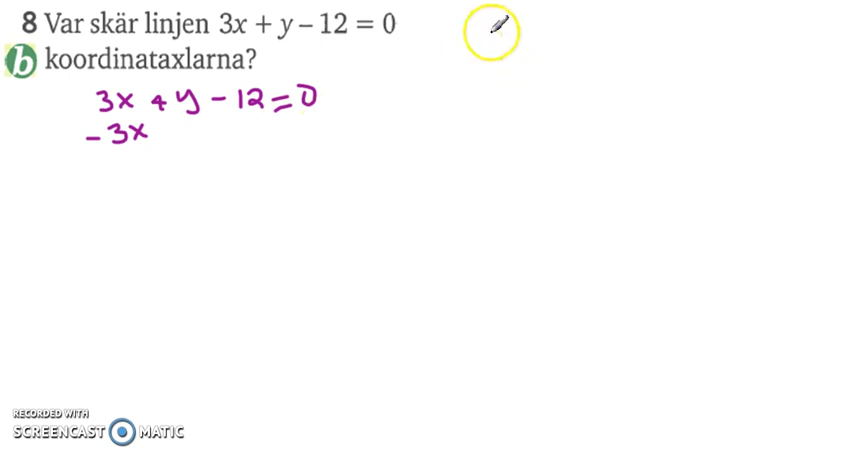 8 Var skär linjen 3x + y – 12 = 0
b koordinataxlarna?
3x + y - 12 = 0
- 3x
RECORDED WITH
SCREENCAST MATIC